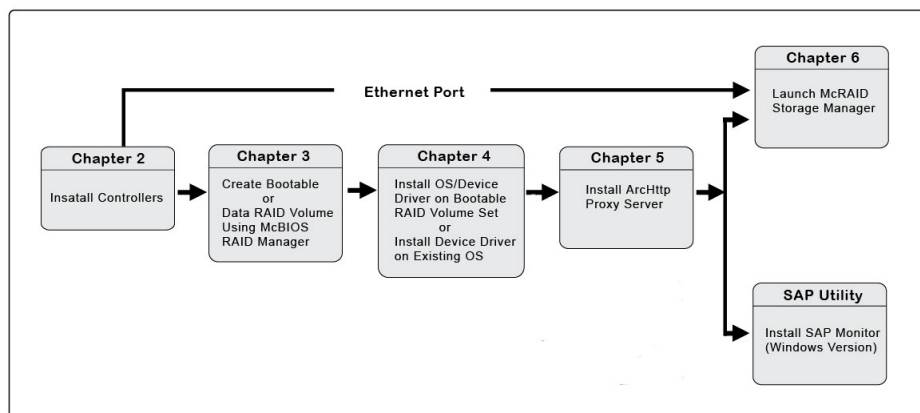 Ethernet Port
Chapter 2
Insatall Controllers
Chapter 3
Create Bootable
or
Data RAID Volume
Using McBIOS
RAID Manager
Chapter 4
Install OS/Device
Driver on Bootable
RAID Volume Set
or
Install Device Driver
on Existing OS
Chapter 5
Install ArcHttp
Proxy Server
Chapter 6
Launch McRAID
Storage Manager
SAP Utility
Install SAP Monitor
(Windows Version)